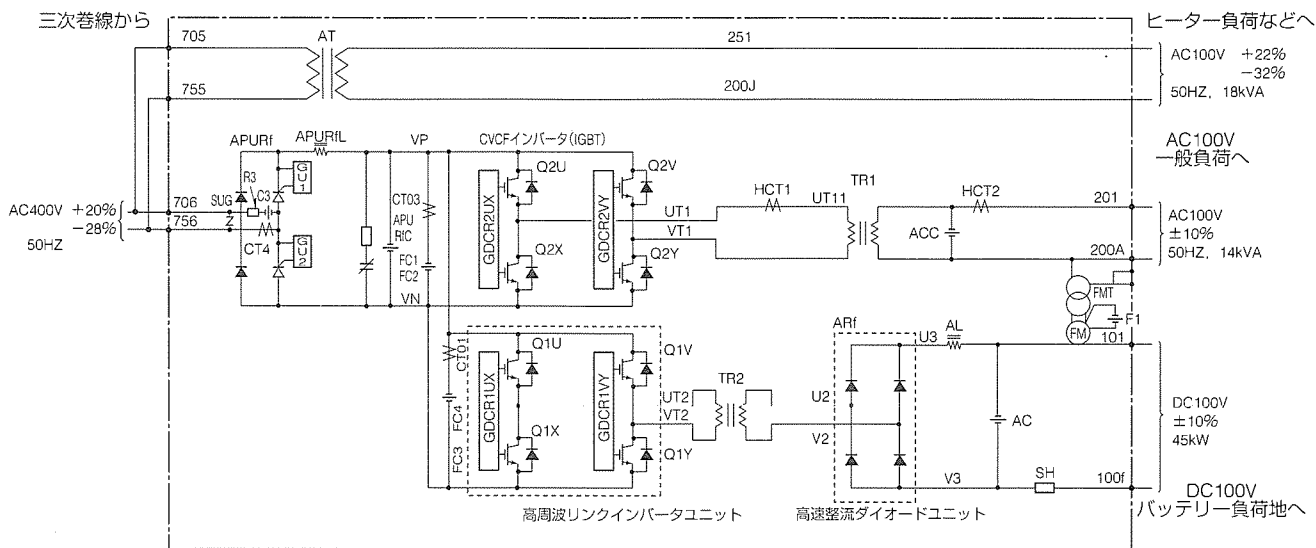 三次巻線から
ヒーター負荷などへ
705
AT
251
755
200J
AC100V +22%
-32%
50HZ, 18kVA
APURf
APURfL
VP
CVCFインバータ(IGBT)
AC100V
一般負荷へ
R3
C3
GU1
Q2U
Q2V
CT03
APU
RfC
FC1
FC2
GDCR2UX
GDCR2VY
HCT1
UT1
UT11
TR1
HCT2
201
AC400V +20%
-28%
50HZ
706
SUG
756
Z
CT4
GU2
VT1
ACC
AC100V
±10%
50HZ, 14kVA
Q2X
Q2Y
200A
VN
FMT
FM
F1
ARf
U3
AL
101
CT01
Q1U
Q1V
GDCR1UX
GDCR1VY
TR2
UT2
VT2
U2
V2
FC3
FC4
Q1X
Q1Y
AC
DC100V
±10%
45kW
V3
SH
100f
高周波リンクインバータユニット
高速整流ダイオードユニット
DC100V
バッテリー負荷地へ